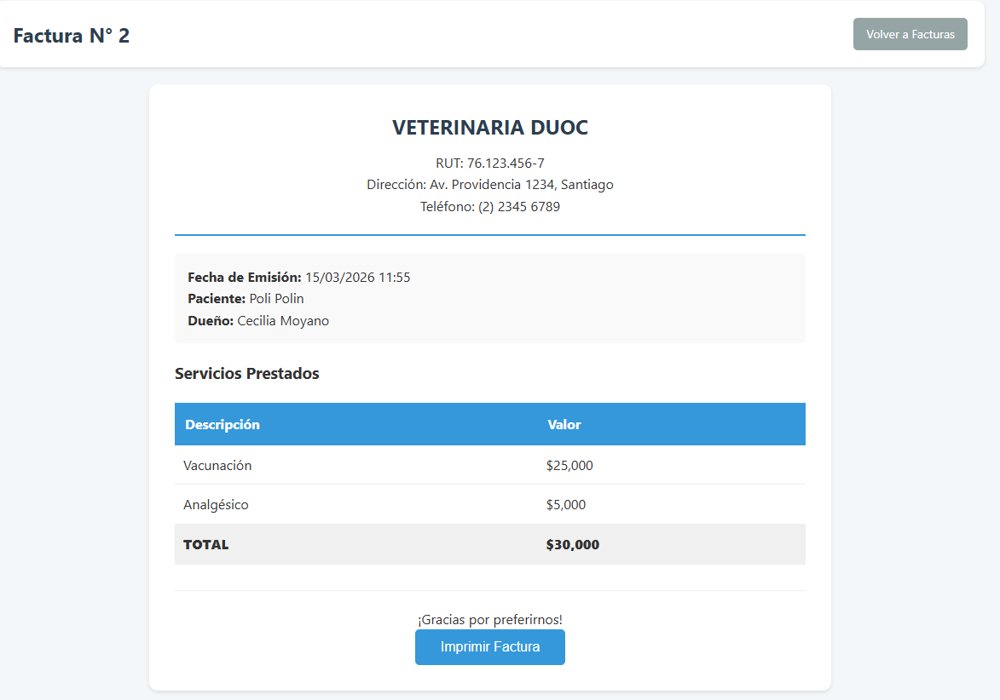 Factura N° 2
Volver a Facturas
VETERINARIA DUOC
RUT: 76.123.456-7
Dirección: Av. Providencia 1234, Santiago
Teléfono: (2) 2345 6789
Fecha de Emisión: 15/03/2026 11:55
Paciente: Poli Polin
Dueño: Cecilia Moyano
Servicios Prestados
Descripción Valor
Vacunación $25,000
Analgésico $5,000
TOTAL $30,000
¡Gracias por preferirnos!
Imprimir Factura